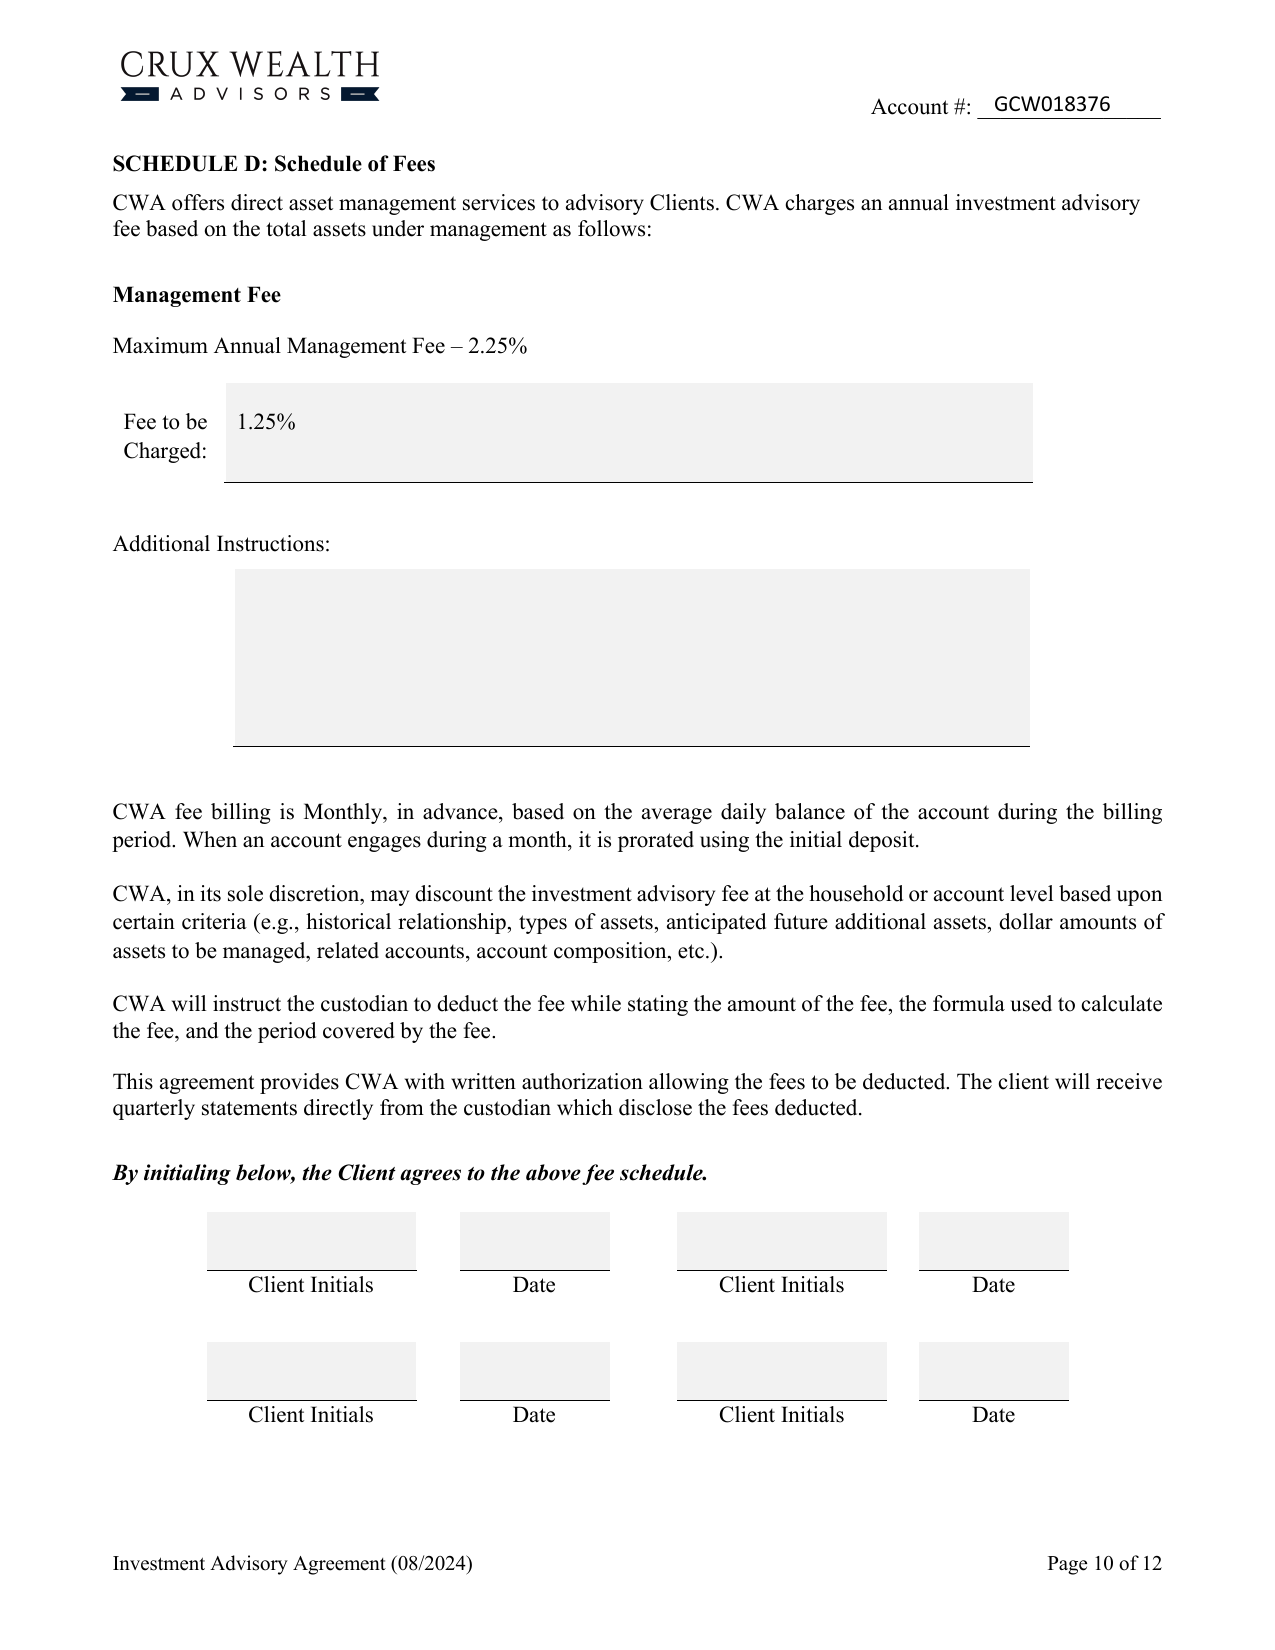 CRUX WEALTH
ADVISORS
Account #: GCW018376
SCHEDULE D: Schedule of Fees
CWA offers direct asset management services to advisory Clients. CWA charges an annual investment advisory
fee based on the total assets under management as follows:
Management Fee
Maximum Annual Management Fee – 2.25%
Fee to be
Charged:
1.25%
Additional Instructions:
CWA fee billing is Monthly, in advance, based on the average daily balance of the account during the billing
period. When an account engages during a month, it is prorated using the initial deposit.
CWA, in its sole discretion, may discount the investment advisory fee at the household or account level based upon
certain criteria (e.g., historical relationship, types of assets, anticipated future additional assets, dollar amounts of
assets to be managed, related accounts, account composition, etc.).
CWA will instruct the custodian to deduct the fee while stating the amount of the fee, the formula used to calculate
the fee, and the period covered by the fee.
This agreement provides CWA with written authorization allowing the fees to be deducted. The client will receive
quarterly statements directly from the custodian which disclose the fees deducted.
By initialing below, the Client agrees to the above fee schedule.
Client Initials Date Client Initials Date
Client Initials Date Client Initials Date
Investment Advisory Agreement (08/2024) Page 10 of 12